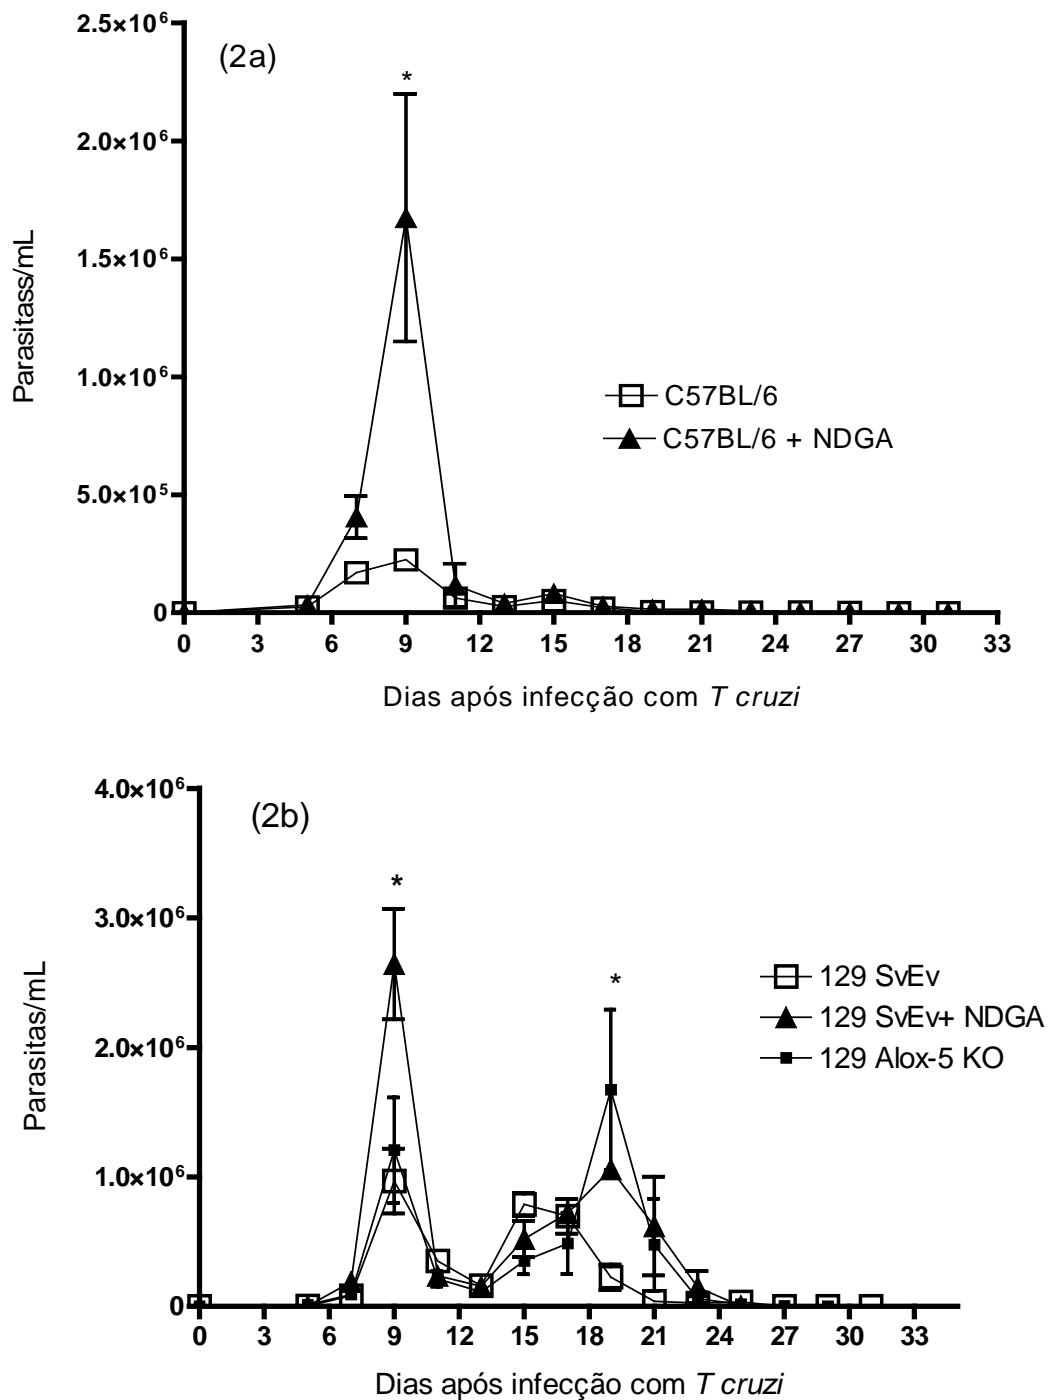 2.5×10⁶
(2a)
*
2.0×10⁶
1.5×10⁶
Parasitass/mL
1.0×10⁶
C57BL/6
C57BL/6 + NDGA
5.0×10⁵
0
0 3 6 9 12 15 18 21 24 27 30 33
Dias após infecção com T cruzi
4.0×10⁶
(2b)
*
3.0×10⁶
*
129 SvEv
129 SvEv+ NDGA
129 Alox-5 KO
2.0×10⁶
Parasitas/mL
1.0×10⁶
0
0 3 6 9 12 15 18 21 24 27 30 33
Dias após infecção com T cruzi